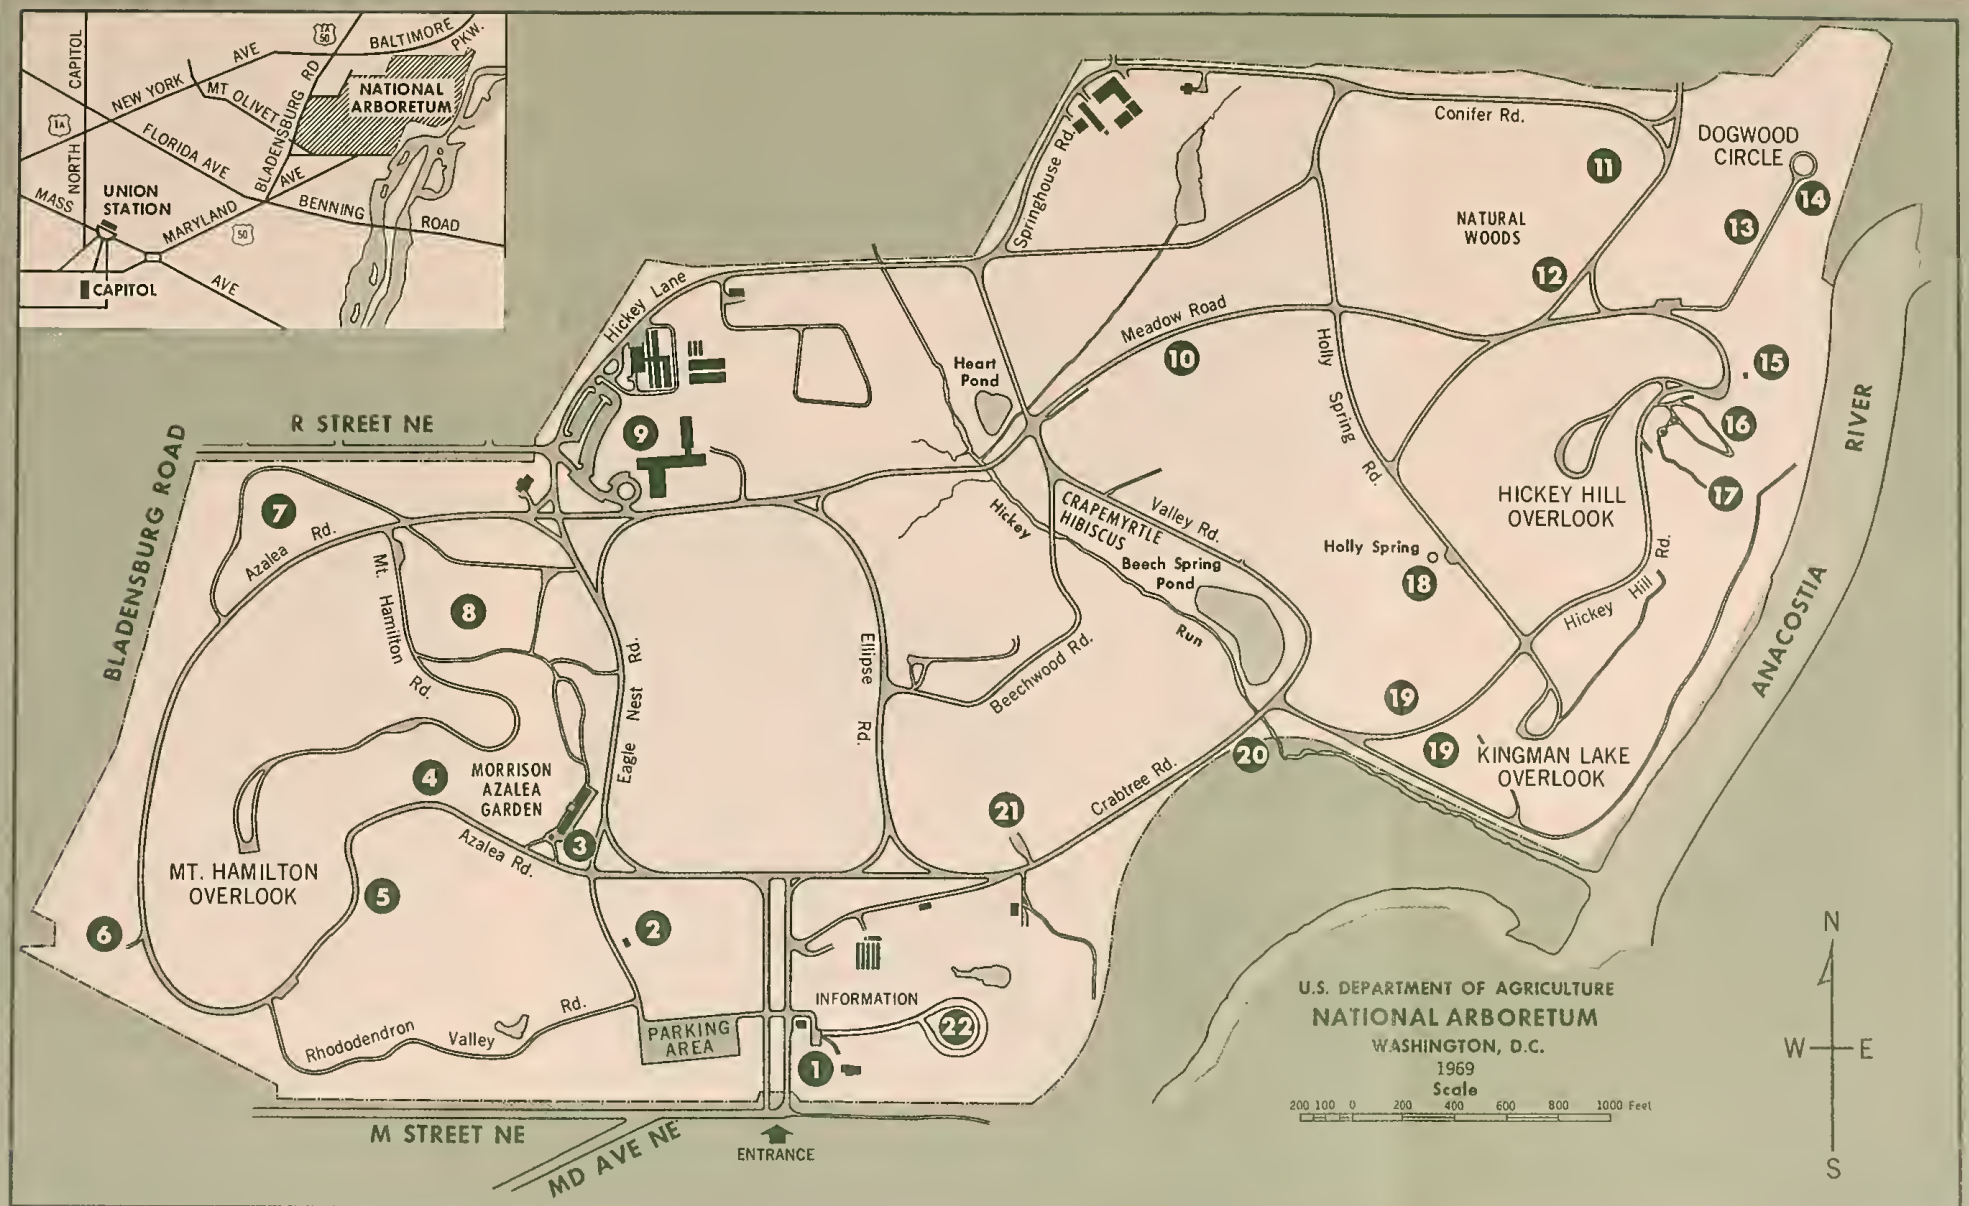 US
1A
50
BALTIMORE
PKW.
NEW YORK
AVE
NORTH CAPITOL
MT OLIVET
BLADENSBURG RD
NATIONAL
ARBORETUM
1A
FLORIDA AVE
MASS
UNION
STATION
MARYLAND
AVE
BENNING
ROAD
50
CAPITOL
AVE
Conifer Rd.
DOGWOOD
CIRCLE
11
14
13
Springhouse Rd.
NATURAL
WOODS
12
Hickey Lane
Meadow Road
Holly
Spring
Rd.
10
15
Heart
Pond
R STREET NE
9
16
17
HICKEY HILL
OVERLOOK
RIVER
BLADENSBURG ROAD
7
Azalea Rd.
Hickey
CRAPEMYRTLE
HIBISCUS
Valley Rd.
Beech Spring
Pond
Run
Holly Spring
18
Hickey Hill Rd.
ANACOSTIA
Mt.
Hamilton
Rd.
8
Eagle Nest Rd.
Ellipse
Rd.
Beechwood Rd.
19
19
KINGMAN LAKE
OVERLOOK
20
4
MORRISON
AZALEA
GARDEN
Crabtree Rd.
21
Azalea Rd.
3
MT. HAMILTON
OVERLOOK
5
6
2
INFORMATION
22
Rhododendron Valley Rd.
PARKING
AREA
1
M STREET NE
MD AVE NE
ENTRANCE
U.S. DEPARTMENT OF AGRICULTURE
NATIONAL ARBORETUM
WASHINGTON, D.C.
1969
Scale
200 100 0 200 400 600 800 1000 Feet
N
W E
S